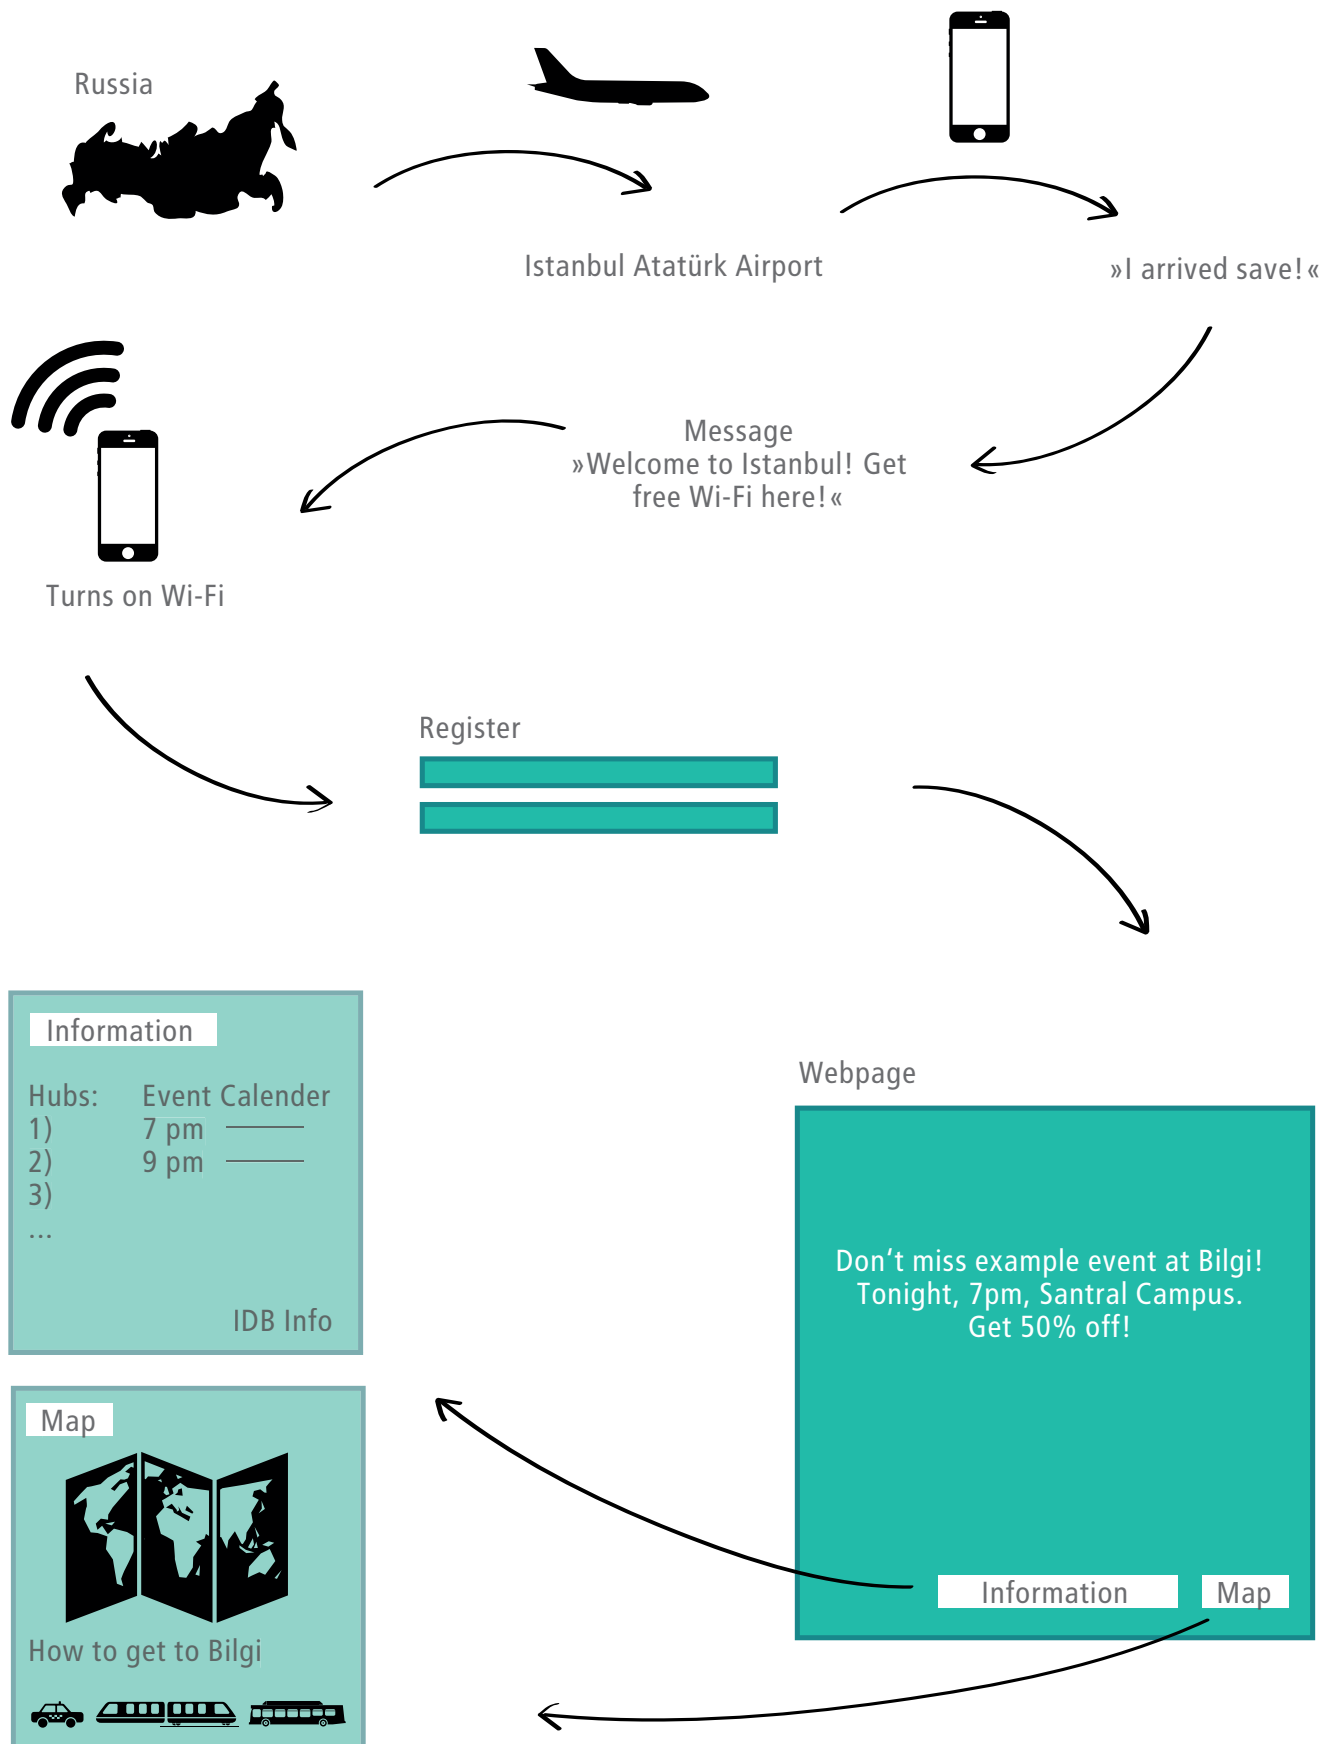 Russia
Istanbul Atatürk Airport
»I arrived save!«
Message
»Welcome to Istanbul! Get
free Wi-Fi here!«
Turns on Wi-Fi
Register
Webpage
Don‘t miss example event at Bilgi!
Tonight, 7pm, Santral Campus.
Get 50% off!
Information
Map
Information
Hubs: Event Calender
1) 7 pm
2) 9 pm
3)
...
IDB Info
Map
How to get to Bilgi